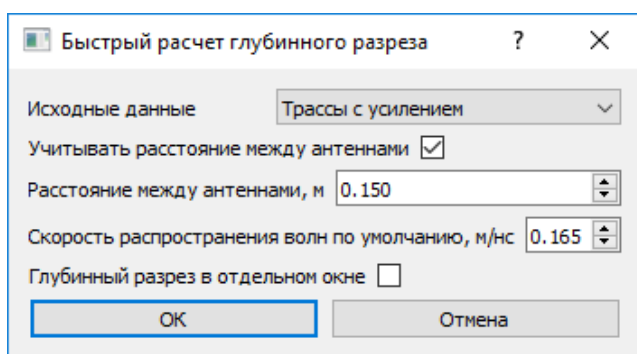 Быстрый расчет глубинного разреза ?
Исходные данные Трассы с усилением
Учитывать расстояние между антеннами
Расстояние между антеннами, м 0.150
Скорость распространения волн по умолчанию, м/нс 0.165
Глубинный разрез в отдельном окне
ОК Отмена